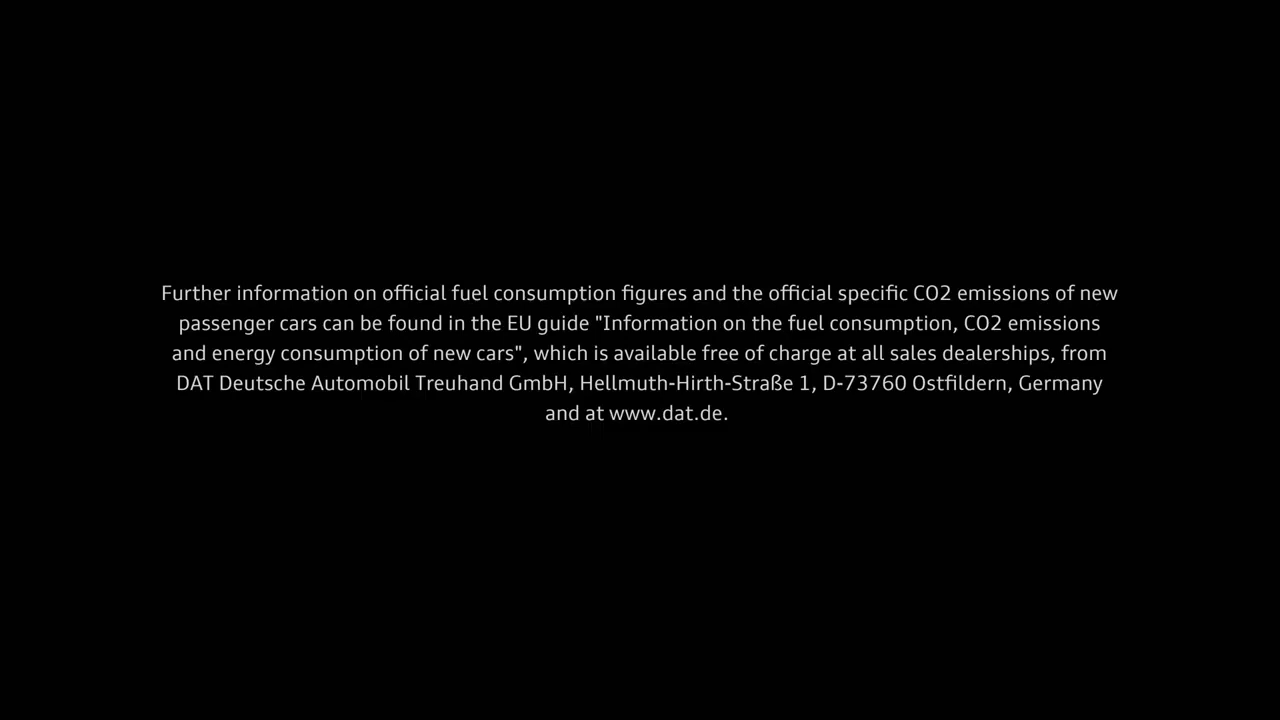 Further information on official fuel consumption figures and the official specific CO2 emissions of new
passenger cars can be found in the EU guide "Information on the fuel consumption, CO2 emissions
and energy consumption of new cars", which is available free of charge at all sales dealerships, from
DAT Deutsche Automobil Treuhand GmbH, Hellmuth-Hirth-Straße 1, D-73760 Ostfildern, Germany
and at www.dat.de.